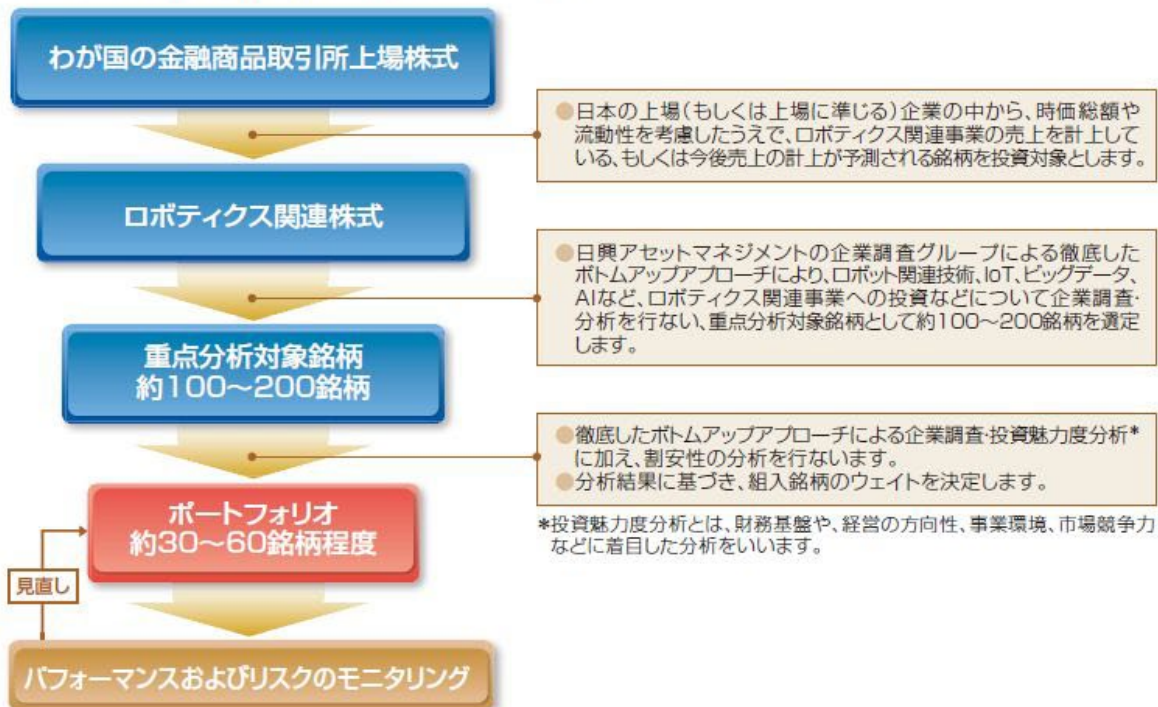 わが国の金融商品取引所上場株式
●日本の上場(もしくは上場に準じる)企業の中から、時価総額や
流動性を考慮したうえで、ロボティクス関連事業の売上を計上して
いる、もしくは今後売上の計上が予測される銘柄を投資対象とします。
ロボティクス関連株式
●日興アセットマネジメントの企業調査グループによる徹底した
ボトムアップアプローチにより、ロボット関連技術、IoT、ビッグデータ、
AIなど、ロボティクス関連事業への投資などについて企業調査・
分析を行ない、重点分析対象銘柄として約100～200銘柄を選定
します。
重点分析対象銘柄
約100～200銘柄
●徹底したボトムアップアプローチによる企業調査・投資魅力度分析*
に加え、割安性の分析を行ないます。
●分析結果に基づき、組入銘柄のウェイトを決定します。
*投資魅力度分析とは、財務基盤や、経営の方向性、事業環境、市場競争力
などに着目した分析をいいます。
ポートフォリオ
約30～60銘柄程度
見直し
パフォーマンスおよびリスクのモニタリング